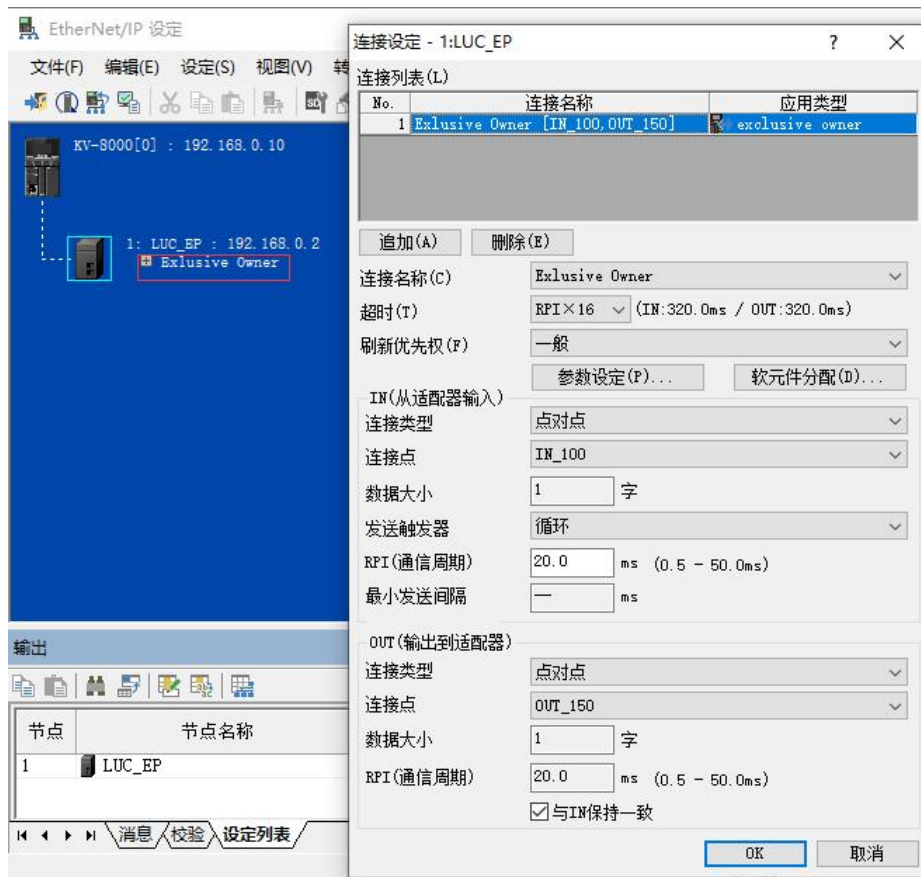 EtherNet/IP 设定
文件(F) 编辑(E) 设定(S) 视图(V) 转
KV-8000[0] : 192.168.0.10
1: LUC_EP : 192.168.0.2
Exlusive Owner
输出
节点 节点名称
1 LUC_EP
消息 校验 设定列表
连接设定 - 1:LUC_EP ? ×
连接列表(L)
No. 连接名称 应用类型
1 Exlusive Owner [IN_100,OUT_150] exclusive owner
追加(A) 删除(E)
连接名称(C) Exlusive Owner
超时(T) RPI×16 (IN:320.0ms / OUT:320.0ms)
刷新优先权(F) 一般
参数设定(P)... 软元件分配(D)...
IN(从适配器输入)
连接类型 点对点
连接点 IN_100
数据大小 1 字
发送触发器 循环
RPI(通信周期) 20.0 ms (0.5 - 50.0ms)
最小发送间隔 — ms
OUT(输出到适配器)
连接类型 点对点
连接点 OUT_150
数据大小 1 字
RPI(通信周期) 20.0 ms (0.5 - 50.0ms)
与IN保持一致
OK 取消